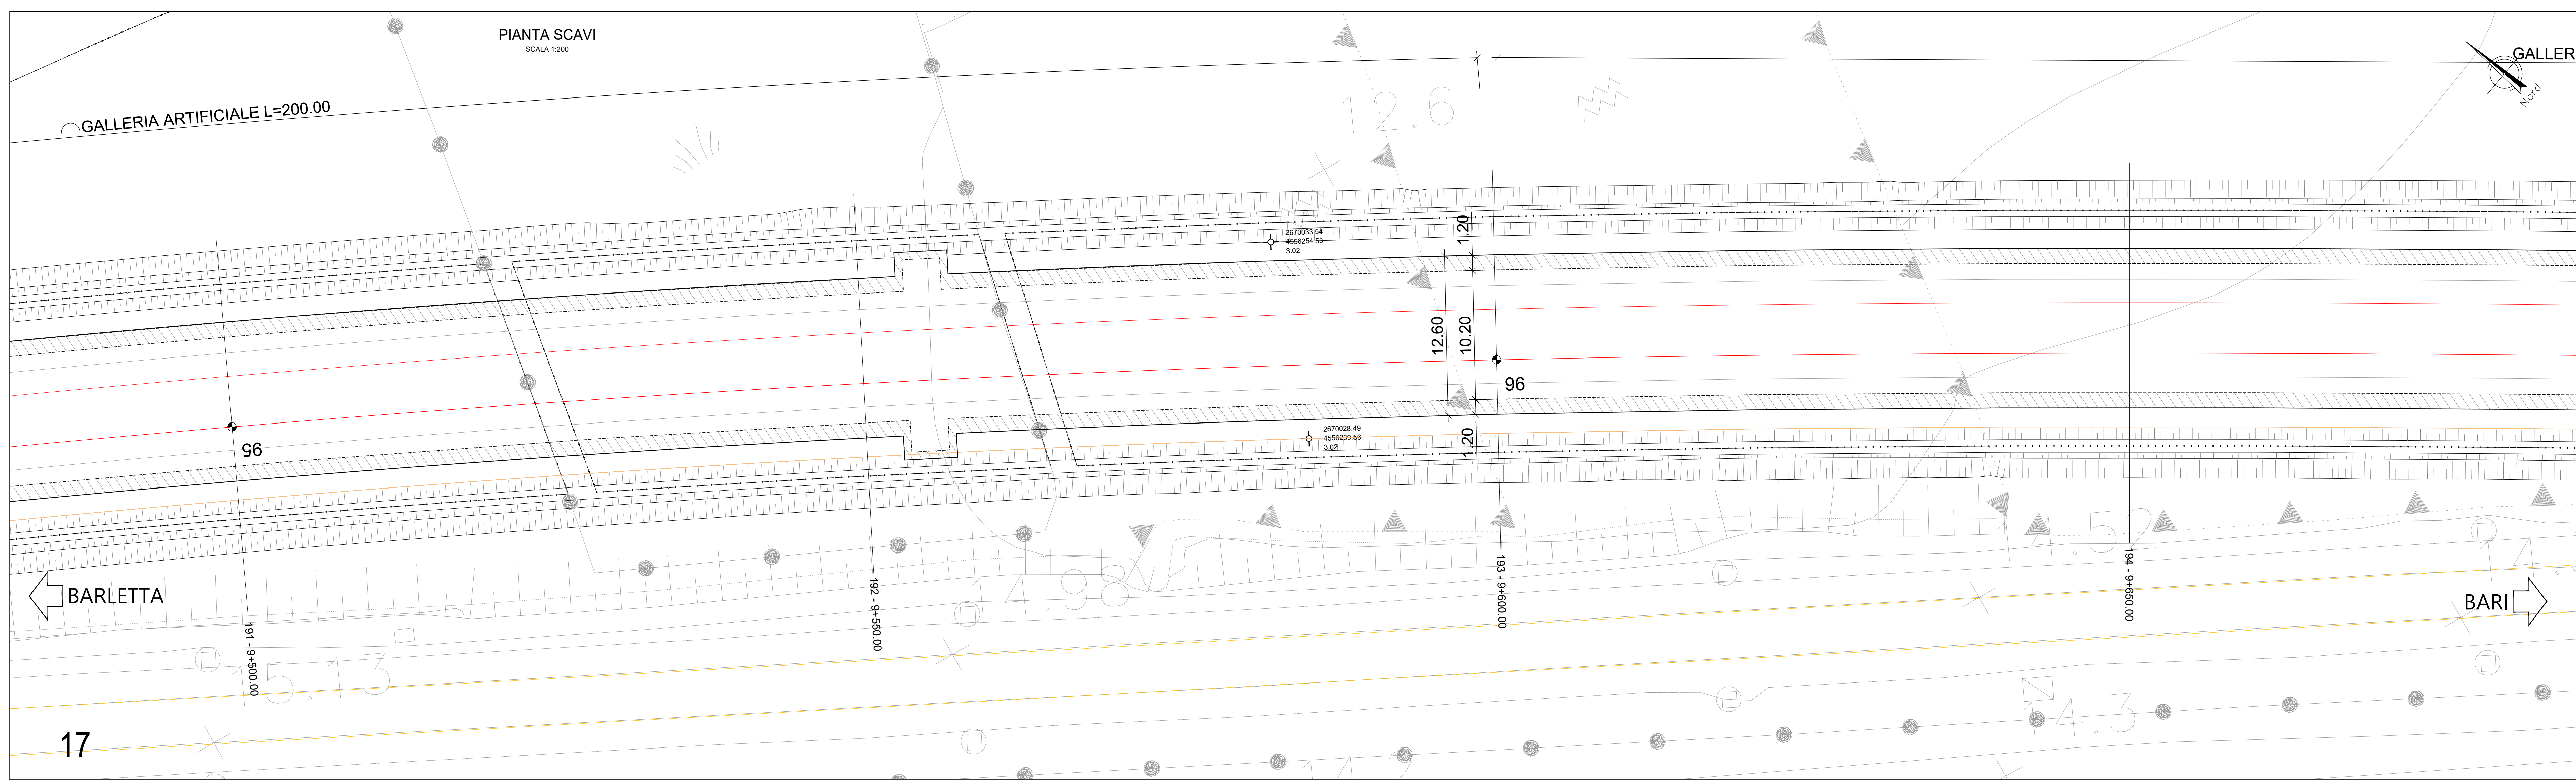 PIANTA SCAVI
SCALA 1:200
GALLERIA ARTIFICIALE L=200.00
GALLER
Nord
12.6
2670033.54
4556254.53
3.02
1.20
12.60
10.20
1.20
96
95
2670028.49
4556239.56
3.02
BARLETTA
BARI
191 - 9+500.00
192 - 9+550.00
193 - 9+600.00
194 - 9+650.00
14.98
14.52
15.13
14.3
17